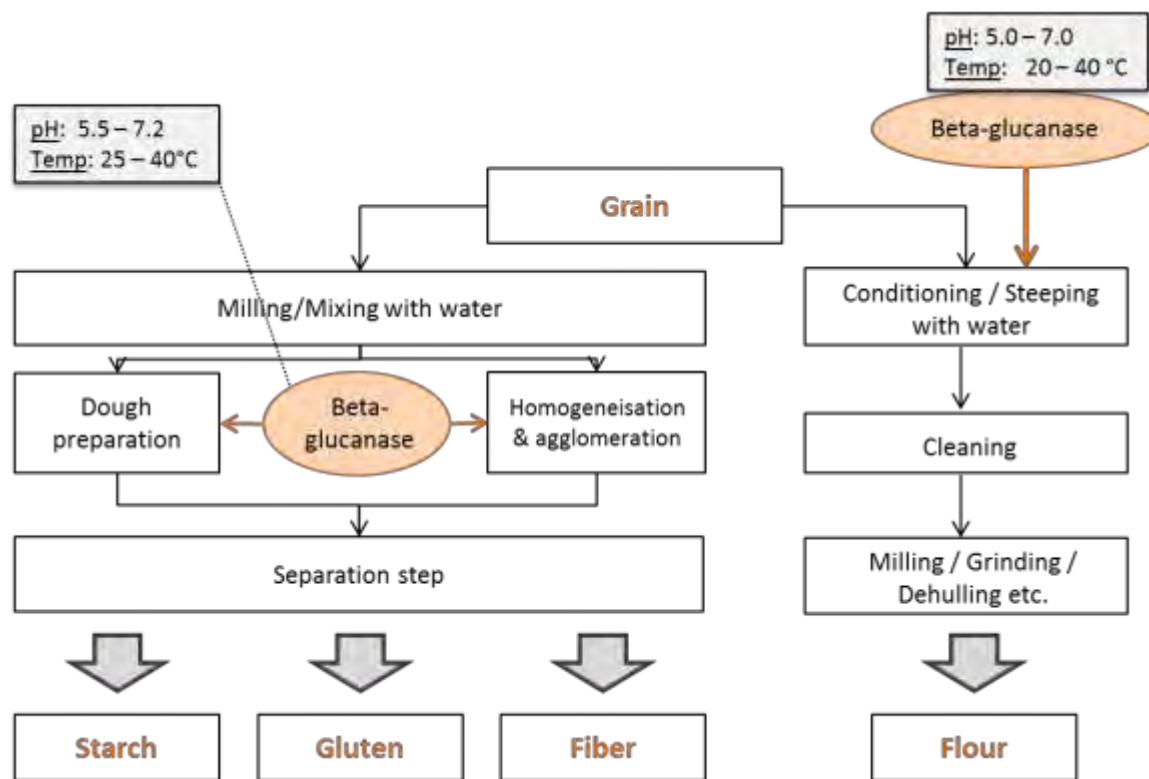 pH: 5.0 – 7.0
Temp: 20 – 40 °C
Beta-glucanase
pH: 5.5 – 7.2
Temp: 25 – 40°C
Grain
Milling/Mixing with water
Conditioning / Steeping
with water
Dough
preparation
Beta-
glucanase
Homogeneisation
& agglomeration
Cleaning
Separation step
Milling / Grinding /
Dehulling etc.
Starch
Gluten
Fiber
Flour